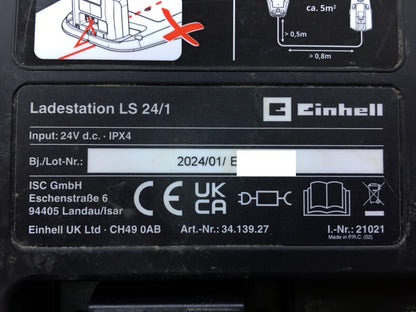 ca. 5m²
> 0,5m
> 0,8m
Ladestation LS 24/1
Einhell
Input: 24V d.c. · IPX4
Bj./Lot-Nr.: 2024/01/ E
ISC GmbH
Eschenstraße 6
94405 Landau/Isar
CE UK CA
Einhell UK Ltd · CH49 0AB
Art.-Nr.: 34.139.27
I.-Nr.: 21021
Made in P.R.C. (02)